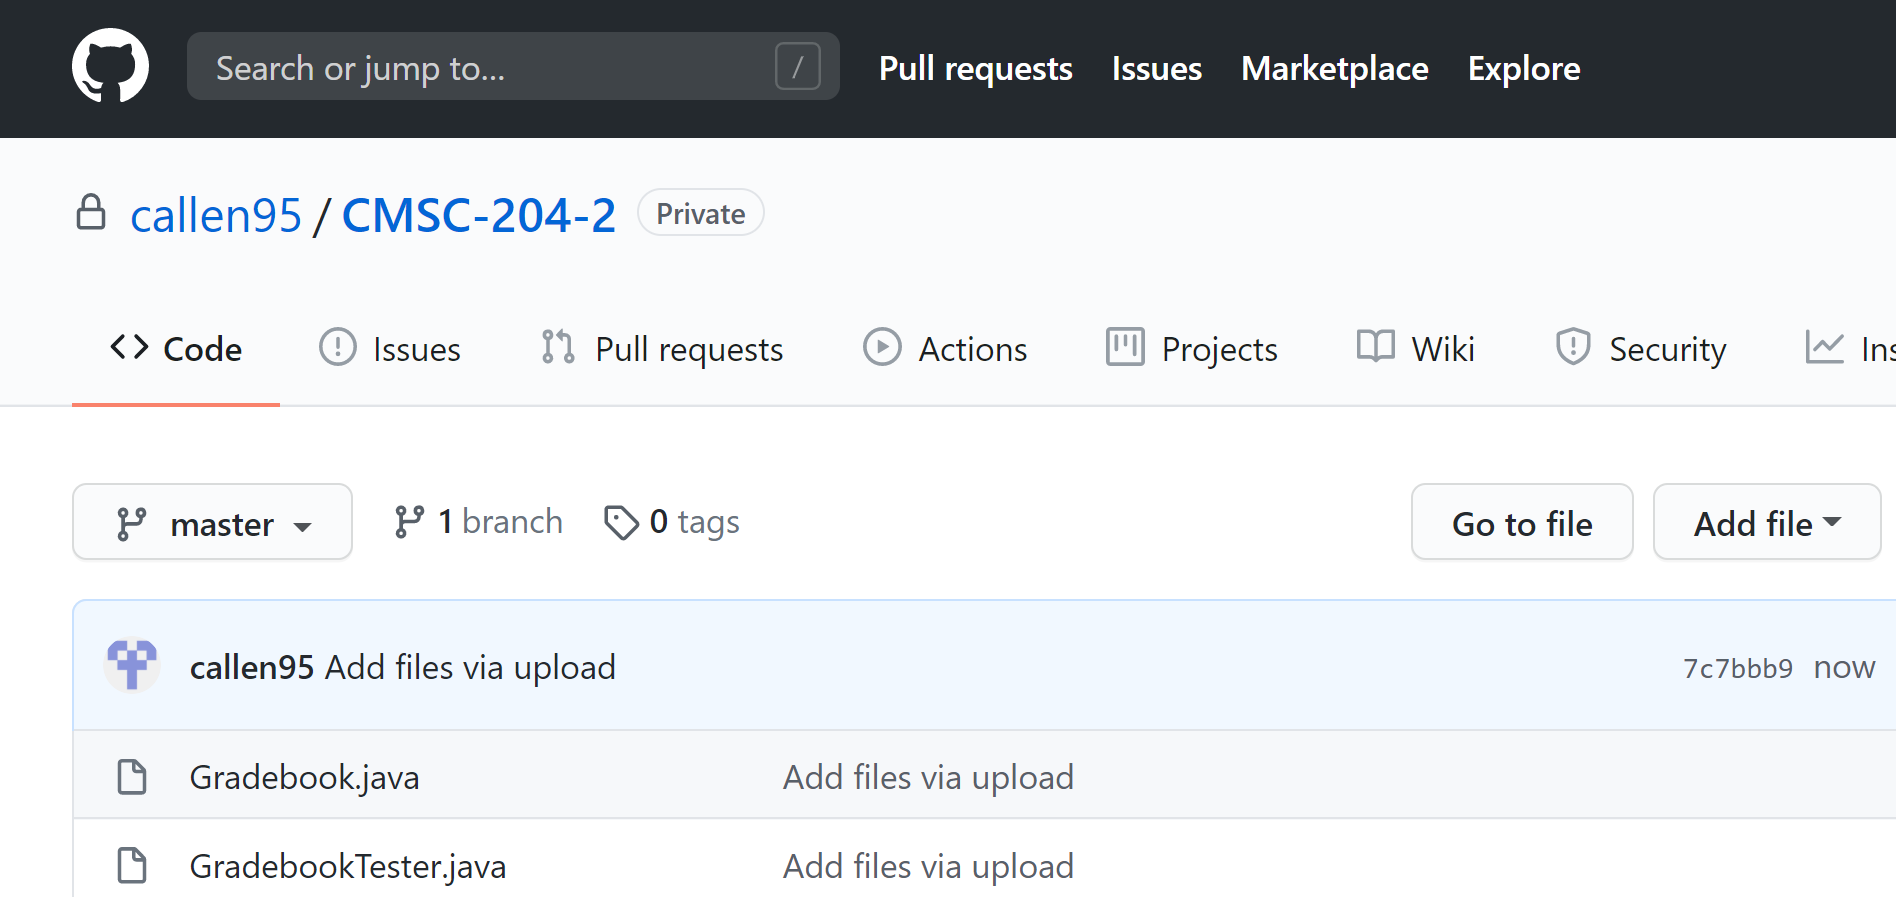 Search or jump to... / Pull requests Issues Marketplace Explore
callen95 / CMSC-204-2 Private
Code Issues Pull requests Actions Projects Wiki Security Ins
master 1 branch 0 tags Go to file Add file
callen95 Add files via upload 7c7bbb9 now
Gradebook.java Add files via upload
GradebookTester.java Add files via upload